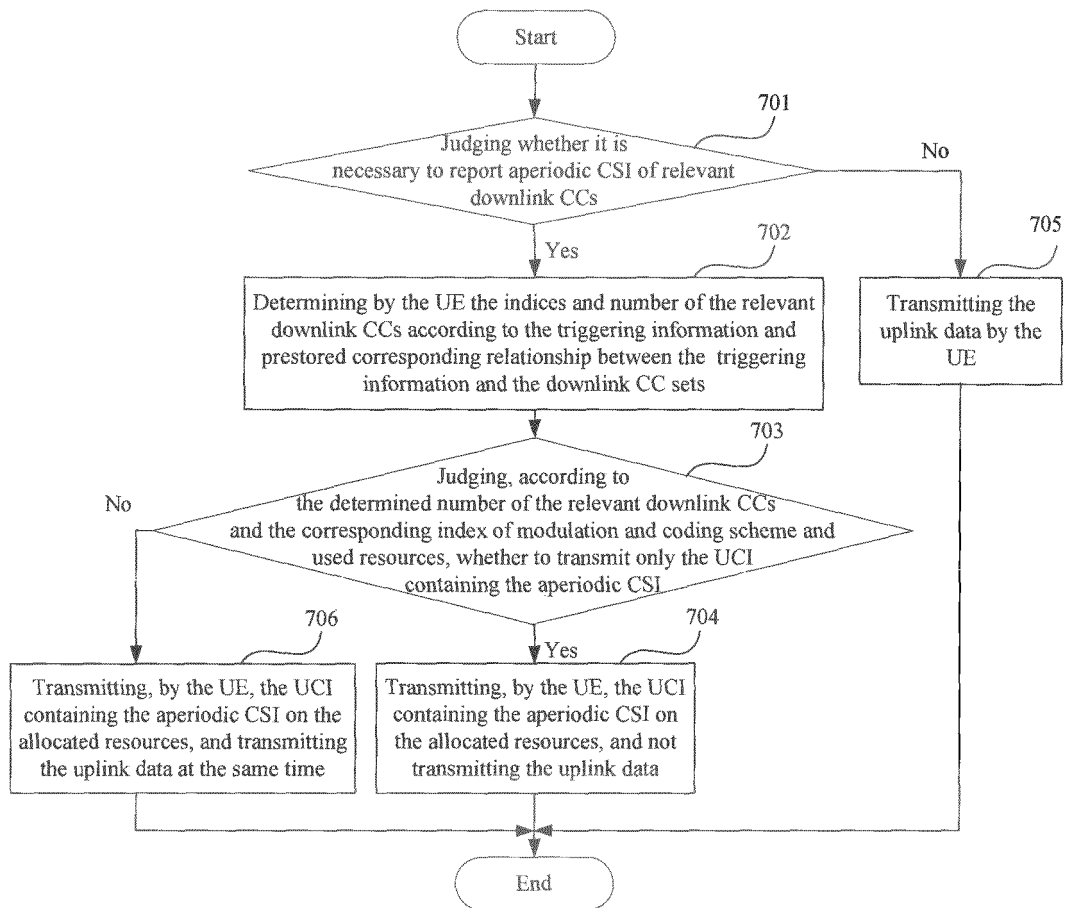 Start
701
Judging whether it is
necessary to report aperiodic CSI of relevant
downlink CCs
No
Yes
702
705
Determining by the UE the indices and number of the relevant
downlink CCs according to the triggering information and
prestored corresponding relationship between the triggering
information and the downlink CC sets
Transmitting the
uplink data by the
UE
703
Judging, according to
the determined number of the relevant downlink CCs
and the corresponding index of modulation and coding scheme and
used resources, whether to transmit only the UCI
containing the aperiodic CSI
No
Yes
706
704
Transmitting, by the UE, the UCI
containing the aperiodic CSI on the
allocated resources, and transmitting
the uplink data at the same time
Transmitting, by the UE, the UCI
containing the aperiodic CSI on
the allocated resources, and not
transmitting the uplink data
End